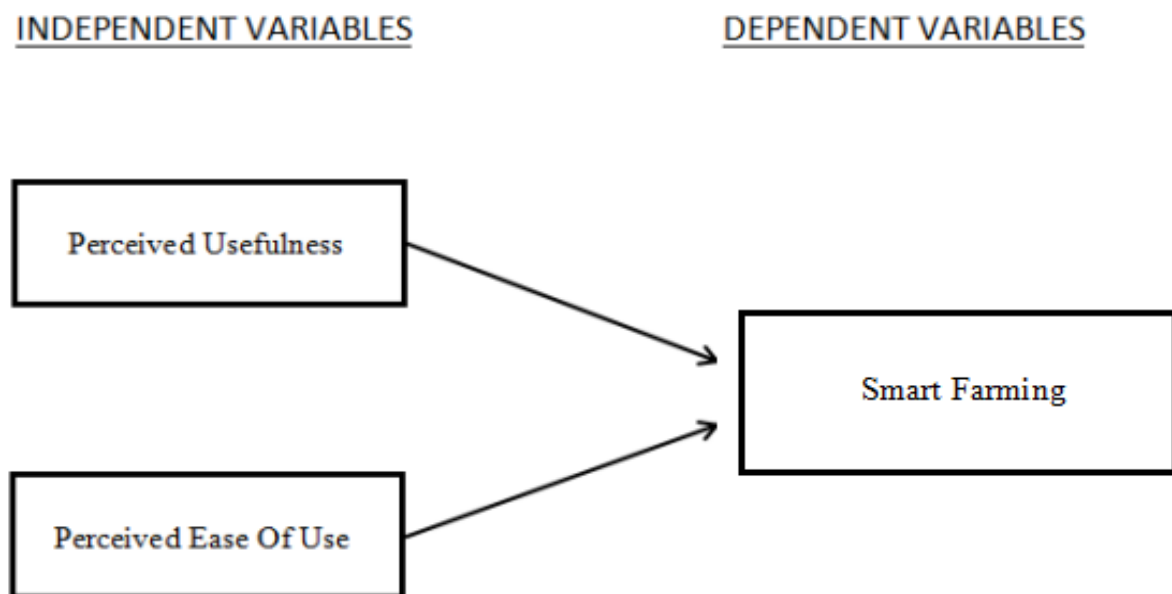 INDEPENDENT VARIABLES
DEPENDENT VARIABLES
Perceived Usefulness
Smart Farming
Perceived Ease Of Use